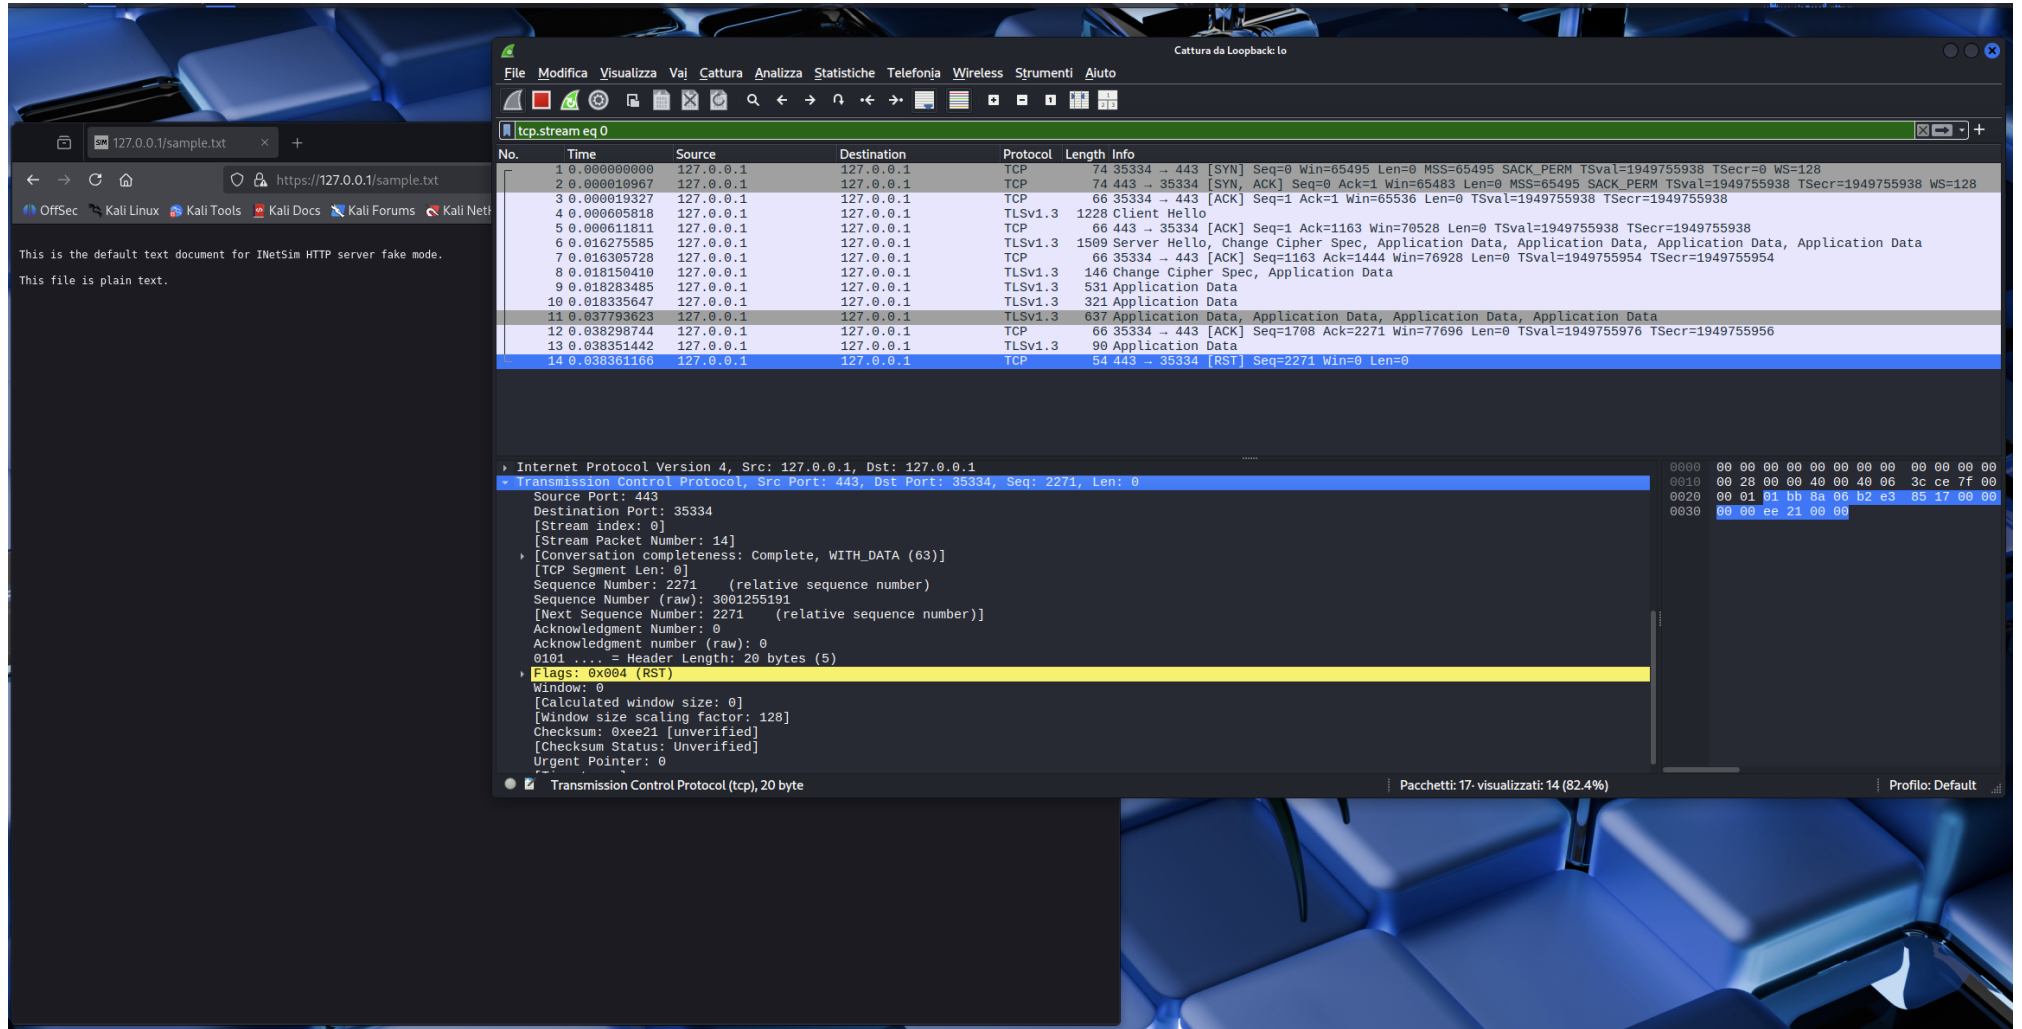 127.0.0.1/sample.txt
https://127.0.0.1/sample.txt
OffSec Kali Linux Kali Tools Kali Docs Kali Forums
This is the default text document for INetSim HTTP server fake mode.
This file is plain text.
Cattura da Loopback: lo
File Modifica Visualizza Vai Cattura Analizza Statistiche Telefonia Wireless Strumenti Aiuto
tcp.stream eq 0
No. Time Source Destination Protocol Length Info
1 0.000000000 127.0.0.1 127.0.0.1 TCP 74 35334 → 443 [SYN] Seq=0 Win=65495 Len=0 MSS=65495 SACK_PERM TSval=1949755938 TSecr=0 WS=128
2 0.000010967 127.0.0.1 127.0.0.1 TCP 74 443 → 35334 [SYN, ACK] Seq=0 Ack=1 Win=65483 Len=0 MSS=65495 SACK_PERM TSval=1949755938 TSecr=1949755938 WS=128
3 0.000019327 127.0.0.1 127.0.0.1 TCP 66 35334 → 443 [ACK] Seq=1 Ack=1 Win=65536 Len=0 TSval=1949755938 TSecr=1949755938
4 0.000605818 127.0.0.1 127.0.0.1 TLSv1.3 1228 Client Hello
5 0.000611811 127.0.0.1 127.0.0.1 TCP 66 443 → 35334 [ACK] Seq=1 Ack=1163 Win=70528 Len=0 TSval=1949755938 TSecr=1949755938
6 0.016275585 127.0.0.1 127.0.0.1 TLSv1.3 1509 Server Hello, Change Cipher Spec, Application Data, Application Data, Application Data, Application Data
7 0.016305728 127.0.0.1 127.0.0.1 TCP 66 35334 → 443 [ACK] Seq=1163 Ack=1444 Win=76928 Len=0 TSval=1949755954 TSecr=1949755954
8 0.018150410 127.0.0.1 127.0.0.1 TLSv1.3 146 Change Cipher Spec, Application Data
9 0.018283485 127.0.0.1 127.0.0.1 TLSv1.3 531 Application Data
10 0.018335647 127.0.0.1 127.0.0.1 TLSv1.3 321 Application Data
11 0.037793623 127.0.0.1 127.0.0.1 TLSv1.3 637 Application Data, Application Data, Application Data, Application Data
12 0.038298744 127.0.0.1 127.0.0.1 TCP 66 35334 → 443 [ACK] Seq=1708 Ack=2271 Win=77696 Len=0 TSval=1949755976 TSecr=1949755956
13 0.038351442 127.0.0.1 127.0.0.1 TLSv1.3 90 Application Data
14 0.038361166 127.0.0.1 127.0.0.1 TCP 54 443 → 35334 [RST] Seq=2271 Win=0 Len=0
Internet Protocol Version 4, Src: 127.0.0.1, Dst: 127.0.0.1
Transmission Control Protocol, Src Port: 443, Dst Port: 35334, Seq: 2271, Len: 0
Source Port: 443
Destination Port: 35334
[Stream index: 0]
[Stream Packet Number: 14]
[Conversation completeness: Complete, WITH_DATA (63)]
[TCP Segment Len: 0]
Sequence Number: 2271 (relative sequence number)
Sequence Number (raw): 3001255191
[Next Sequence Number: 2271 (relative sequence number)]
Acknowledgment Number: 0
Acknowledgment number (raw): 0
0101 .... = Header Length: 20 bytes (5)
Flags: 0x004 (RST)
Window: 0
[Calculated window size: 0]
[Window size scaling factor: 128]
Checksum: 0xee21 [unverified]
[Checksum Status: Unverified]
Urgent Pointer: 0
0000 00 00 00 00 00 00 00 00 00 00 00 00
0010 00 28 00 00 40 00 40 06 3c ce 7f 00
0020 00 01 01 bb 8a 06 b2 e3 85 17 00 00
0030 00 00 ee 21 00 00
Transmission Control Protocol (tcp), 20 byte
Pacchetti: 17 · visualizzati: 14 (82.4%)
Profilo: Default